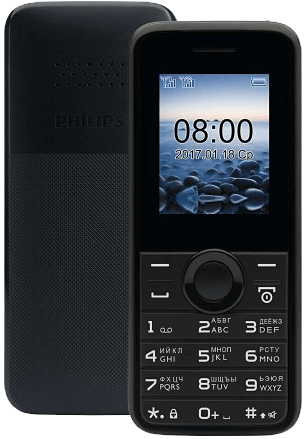 PHILIPS
08:00
2017.01.18 Ср
1 2 АБВГ ABC 3 ДЕЁЖЗ DEF
4 ИЙКЛ GHI 5 МНОП JKL 6 РСТУ MNO
7 ФХЦЧ PQRS 8 ШЩЪЫ TUV 9 ЬЭЮЯ WXYZ
*. 0+ #